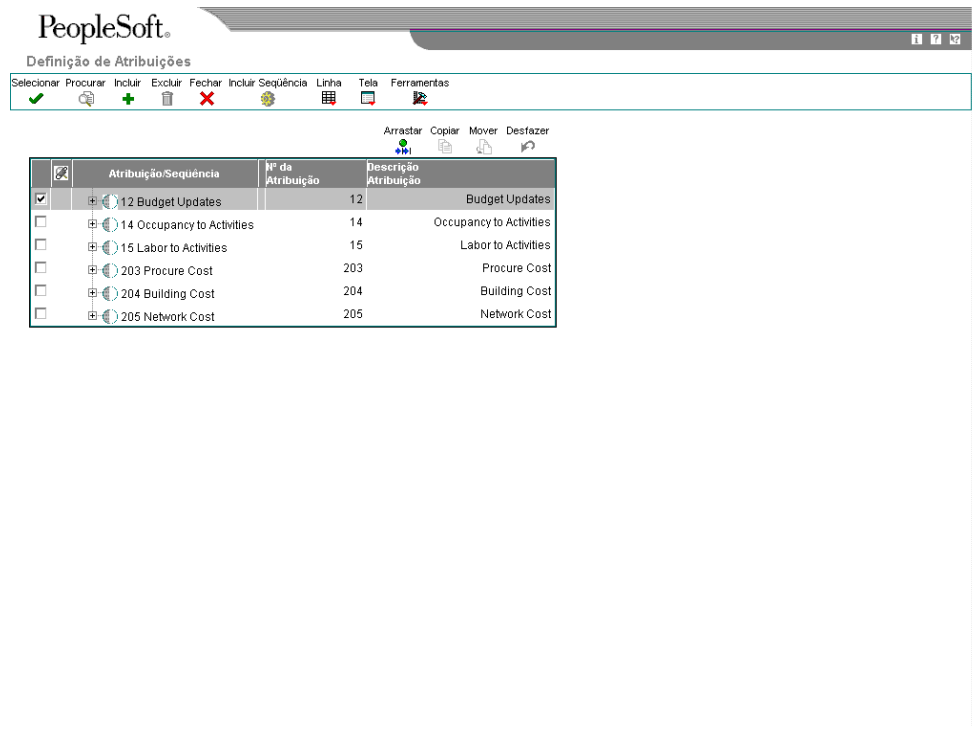 PeopleSoft®
Definição de Atribuições
Selecionar Procurar Incluir Excluir Fechar Incluir Seqüência Linha Tela Ferramentas
Arrastar Copiar Mover Desfazer
Atribuição/Sequência Nº da Atribuição Descrição Atribuição
12 Budget Updates 12 Budget Updates
14 Occupancy to Activities 14 Occupancy to Activities
15 Labor to Activities 15 Labor to Activities
203 Procure Cost 203 Procure Cost
204 Building Cost 204 Building Cost
205 Network Cost 205 Network Cost